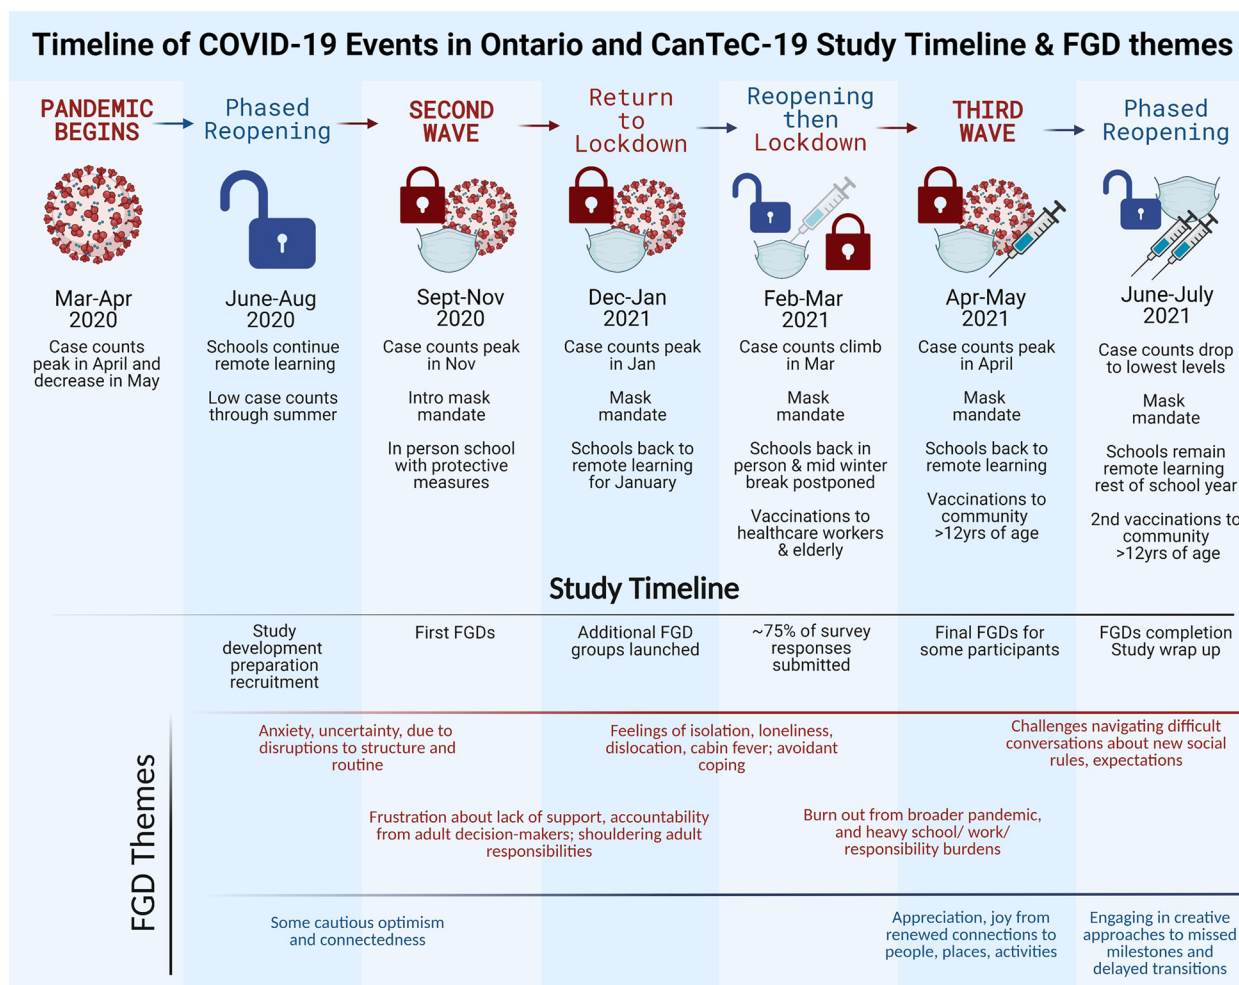 Timeline of COVID-19 Events in Ontario and CanTeC-19 Study Timeline & FGD themes
PANDEMIC
BEGINS
Phased
Reopening
SECOND
WAVE
Return
to
Lockdown
Reopening
then
Lockdown
THIRD
WAVE
Phased
Reopening
Mar-Apr
2020
Case counts
peak in April and
decrease in May
June-Aug
2020
Schools continue
remote learning
Low case counts
through summer
Sept-Nov
2020
Case counts peak
in Nov
Intro mask
mandate
In person school
with protective
measures
Dec-Jan
2021
Case counts peak
in Jan
Mask
mandate
Schools back to
remote learning
for January
Feb-Mar
2021
Case counts climb
in Mar
Mask
mandate
Schools back in
person & mid winter
break postponed
Vaccinations to
healthcare workers
& elderly
Apr-May
2021
Case counts peak
in April
Mask
mandate
Schools back to
remote learning
Vaccinations to
community
>12yrs of age
June-July
2021
Case counts drop
to lowest levels
Mask
mandate
Schools remain
remote learning
rest of school year
2nd vaccinations to
community
>12yrs of age
Study Timeline
Study
development
preparation
recruitment
First FGDs
Additional FGD
groups launched
~75% of survey
responses
submitted
Final FGDs for
some participants
FGDs completion
Study wrap up
FGD Themes
Anxiety, uncertainty, due to
disruptions to structure and
routine
Feelings of isolation, loneliness,
dislocation, cabin fever; avoidant
coping
Challenges navigating difficult
conversations about new social
rules, expectations
Frustration about lack of support, accountability
from adult decision-makers; shouldering adult
responsibilities
Burn out from broader pandemic,
and heavy school/ work/
responsibility burdens
Some cautious optimism
and connectedness
Appreciation, joy from
renewed connections to
people, places, activities
Engaging in creative
approaches to missed
milestones and
delayed transitions